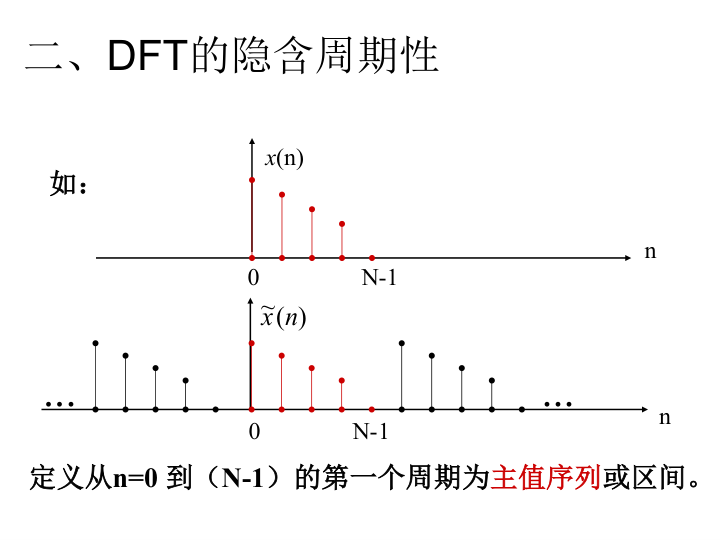 二、DFT的隐含周期性
x(n)
如：
n
0 N-1
x̃(n)
… …
n
0 N-1
定义从n=0 到（N-1）的第一个周期为主值序列或区间。